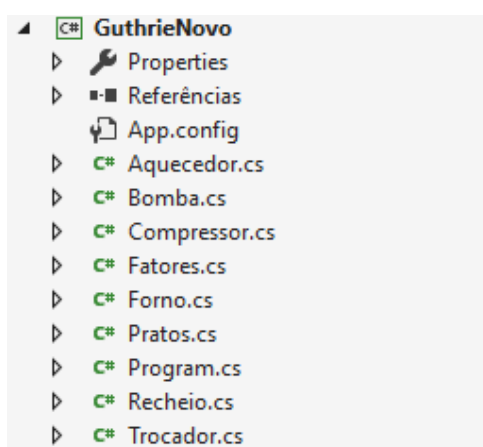 C# GuthrieNovo
Properties
Referências
App.config
C# Aquecedor.cs
C# Bomba.cs
C# Compressor.cs
C# Fatores.cs
C# Forno.cs
C# Pratos.cs
C# Program.cs
C# Recheio.cs
C# Trocador.cs